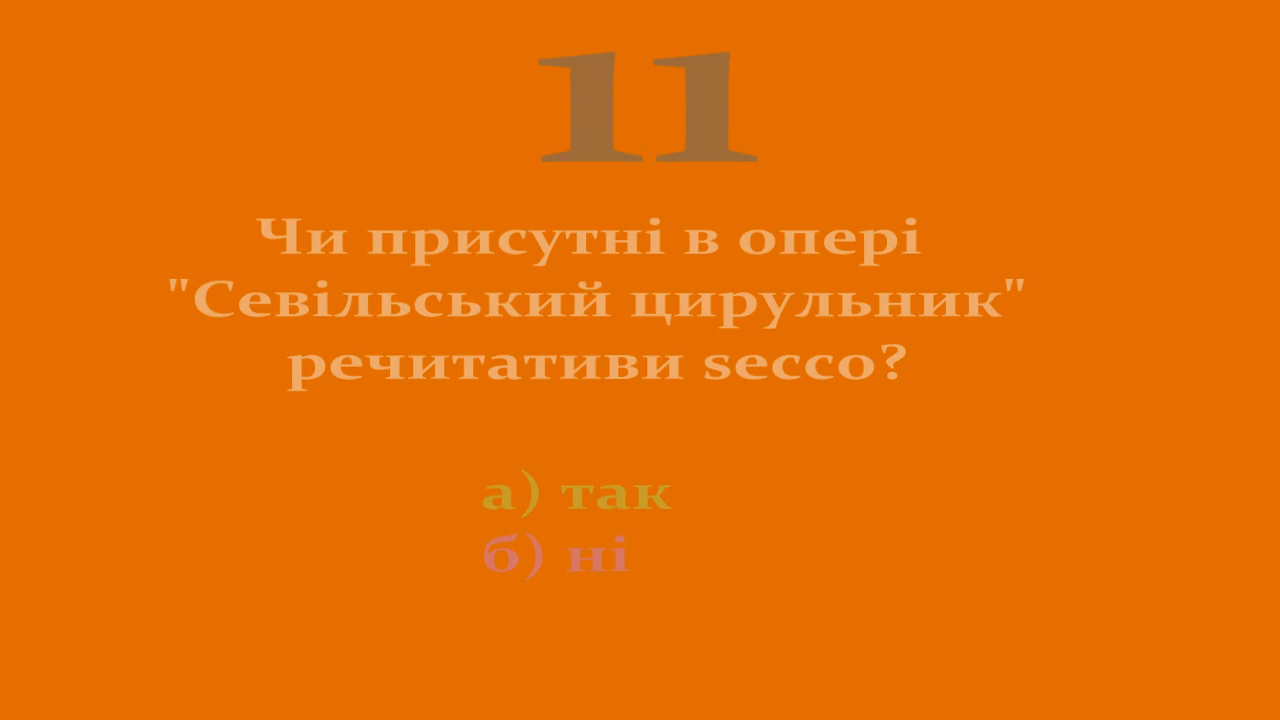 11
Чи присутні в опері
"Севільський цирульник"
речитативи secco?
а) так
б) ні